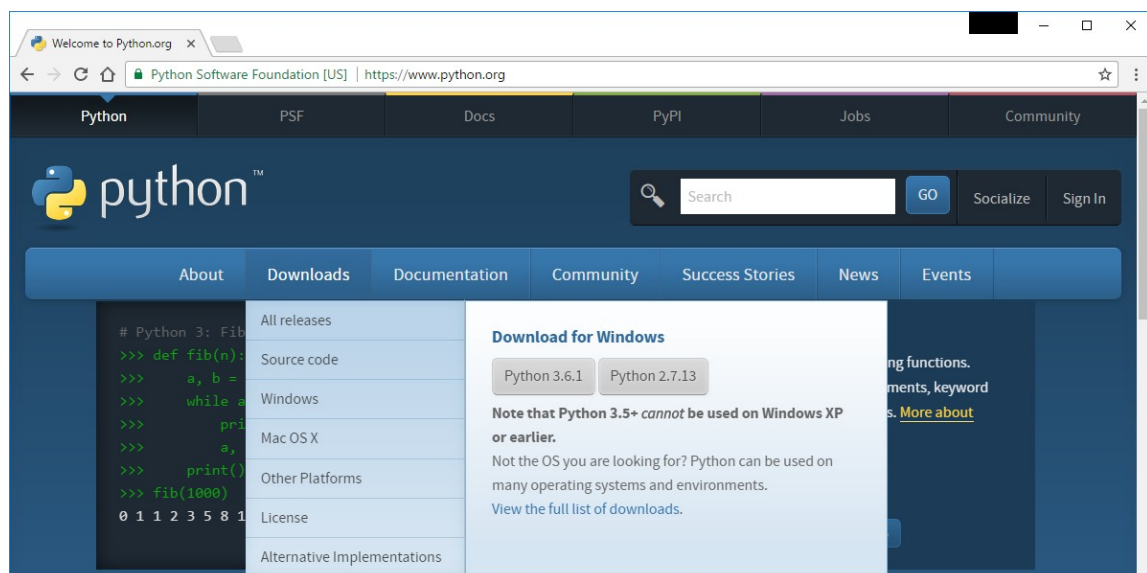 Welcome to Python.org
Python Software Foundation [US] | https://www.python.org
Python PSF Docs PyPI Jobs Community
python™
Search GO Socialize Sign In
About Downloads Documentation Community Success Stories News Events
# Python 3: Fib
>>> def fib(n):
>>> a, b =
>>> while a
>>> pri
>>> a,
>>> print()
>>> fib(1000)
0 1 1 2 3 5 8 1
All releases
Source code
Windows
Mac OS X
Other Platforms
License
Alternative Implementations
Download for Windows
Python 3.6.1 Python 2.7.13
Note that Python 3.5+ cannot be used on Windows XP
or earlier.
Not the OS you are looking for? Python can be used on
many operating systems and environments.
View the full list of downloads.
ng functions.
ments, keyword
s. More about